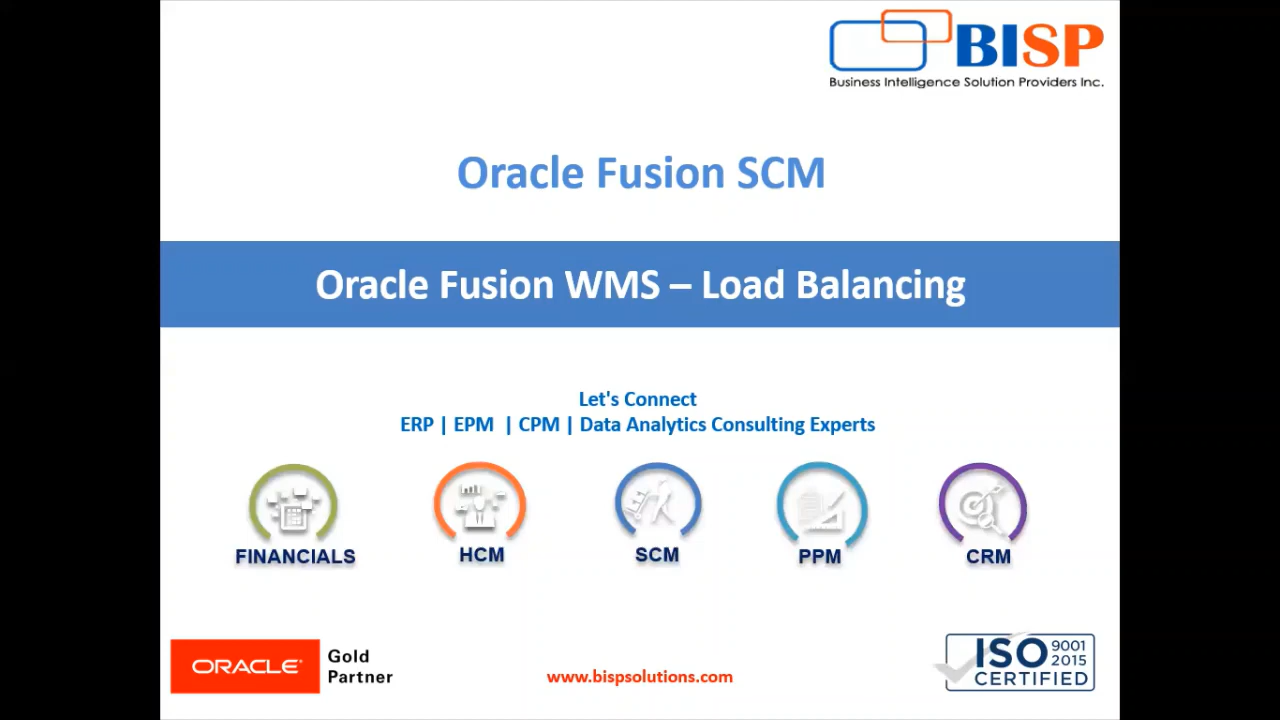 BISP
Business Intelligence Solution Providers Inc.
Oracle Fusion SCM
Oracle Fusion WMS – Load Balancing
Let's Connect
ERP | EPM | CPM | Data Analytics Consulting Experts
FINANCIALS
HCM
SCM
PPM
CRM
ORACLE®
Gold
Partner
www.bispsolutions.com
ISO 9001
2015
CERTIFIED